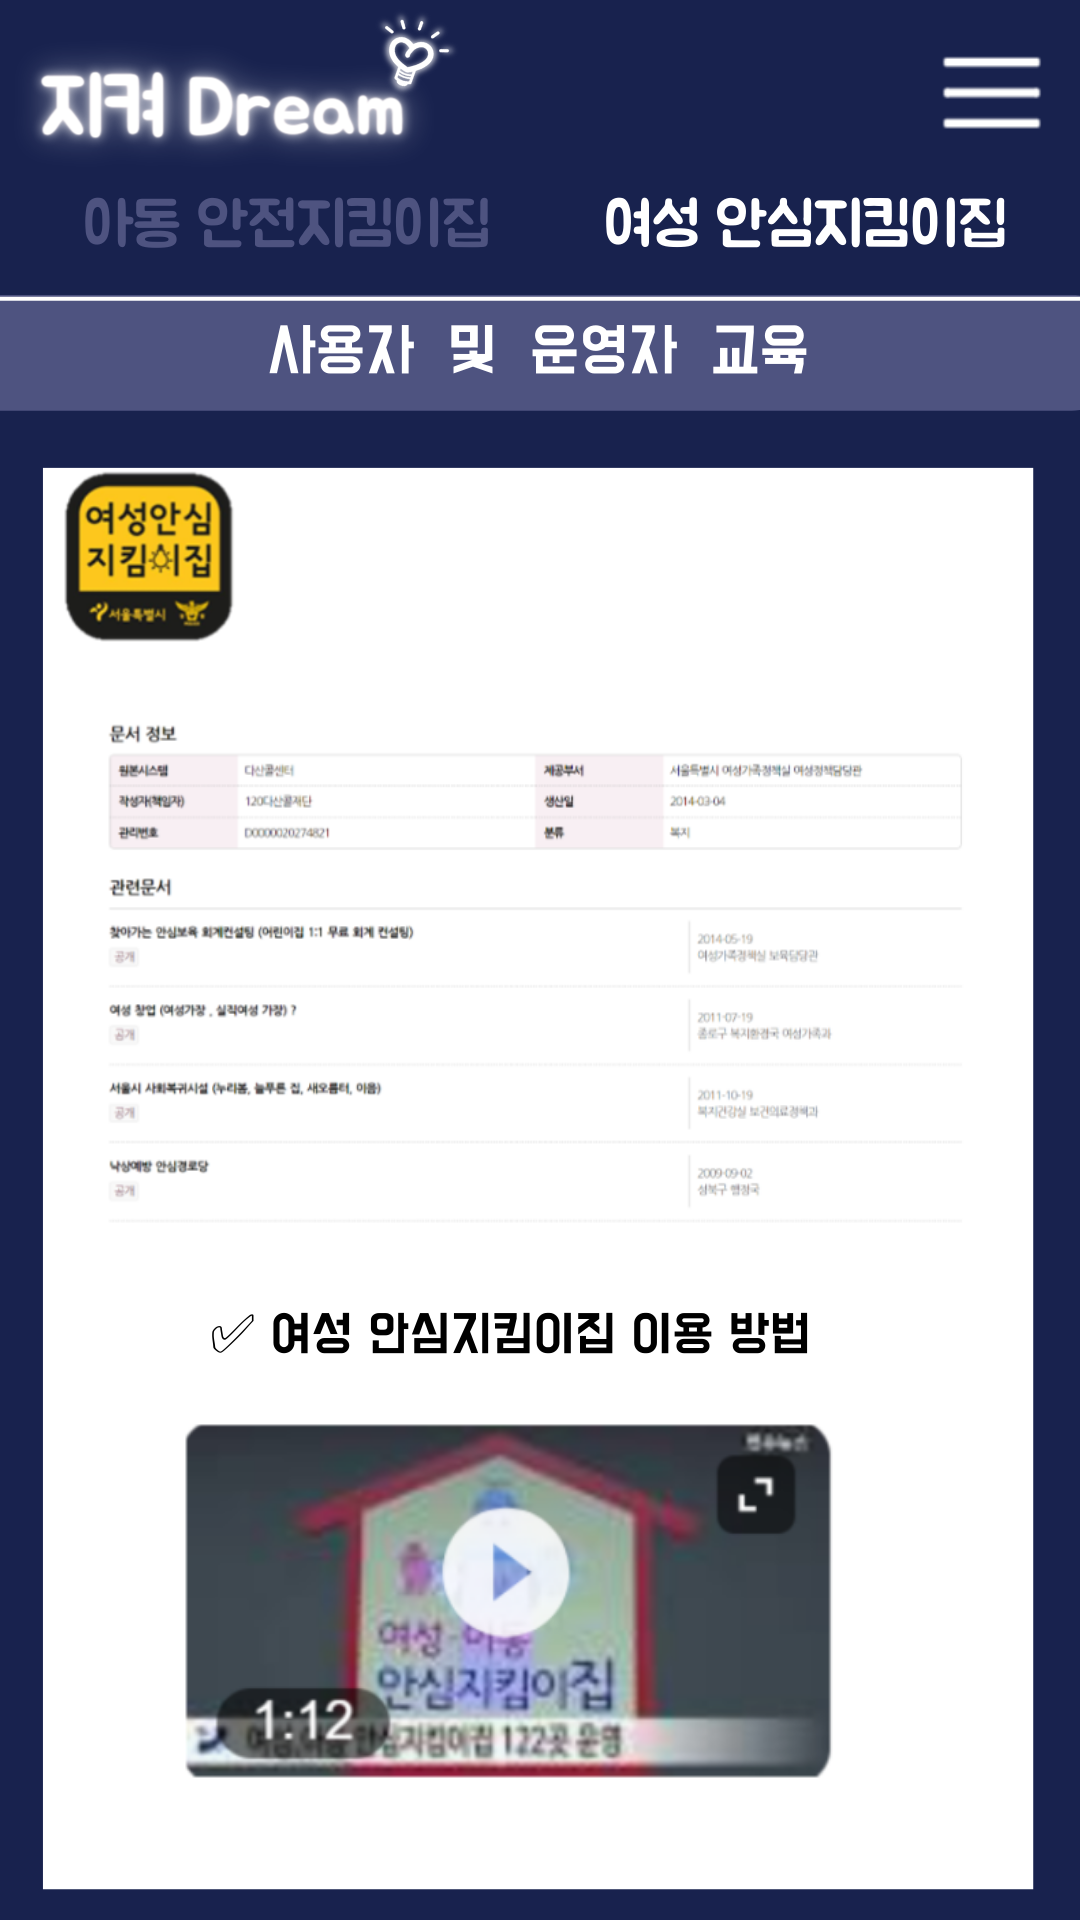 지켜 Dream
아동 안전지킴이집
여성 안심지킴이집
사용자 및 운영자 교육
여성안심
지킴이집
서울특별시
문서 정보
원본시스템 다산콜센터 제공부서 서울특별시 여성가족정책실 여성정책담당관
작성자(책임자) 120다산콜재단 생산일 2014-03-04
관리번호 D0000020274821 분류 복지
관련문서
찾아가는 안심보육 회계컨설팅 (어린이집 1:1 무료 회계 컨설팅)
공개
2014-05-19
여성가족정책실 보육담당관
여성 창업 (여성가장 , 실직여성 가장) ?
공개
2011-07-19
종로구 복지환경국 여성가족과
서울시 사회복귀시설 (누리봄, 늘푸른 집, 새오름터, 이음)
공개
2011-10-19
복지건강실 보건의료정책과
낙상예방 안심경로당
공개
2009-09-02
성북구 행정국
✓ 여성 안심지킴이집 이용 방법
여성·아동
안심지킴이집
1:12
안심지킴이집 122곳 운영